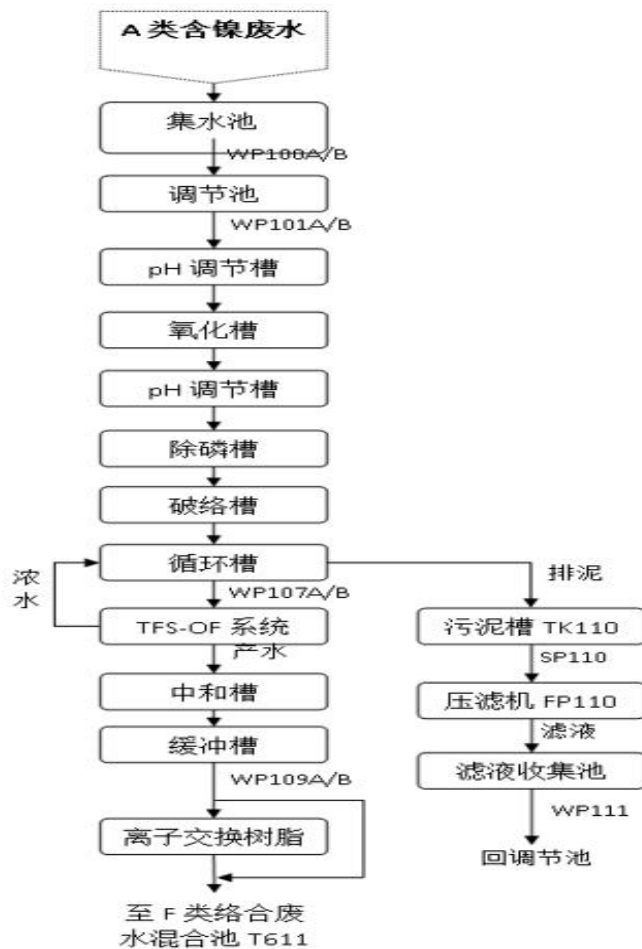 A 类含镍废水
集水池
WP100A/B
调节池
WP101A/B
pH 调节槽
氧化槽
pH 调节槽
除磷槽
破络槽
循环槽
浓
水
WP107A/B
TFS-OF 系统
产水
中和槽
缓冲槽
WP109A/B
离子交换树脂
至 F 类络合废
水混合池 T611
排泥
污泥槽 TK110
SP110
压滤机 FP110
滤液
滤液收集池
WP111
回调节池